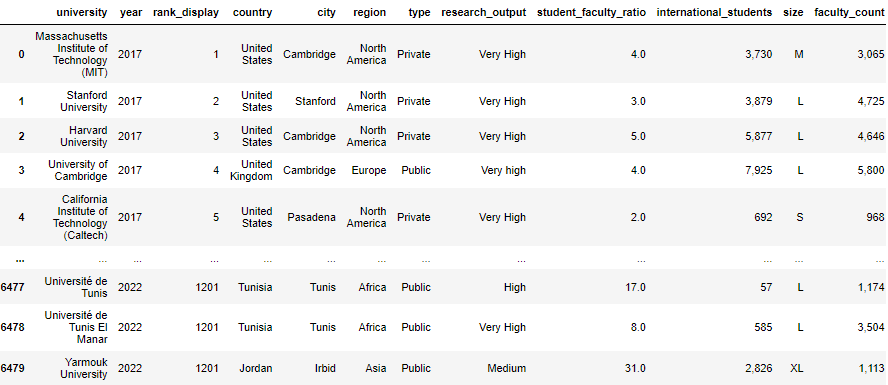 university year rank_display country city region type research_output student_faculty_ratio international_students size faculty_count
0 Massachusetts Institute of Technology (MIT) 2017 1 United States Cambridge North America Private Very High 4.0 3,730 M 3,065
1 Stanford University 2017 2 United States Stanford North America Private Very High 3.0 3,879 L 4,725
2 Harvard University 2017 3 United States Cambridge North America Private Very High 5.0 5,877 L 4,646
3 University of Cambridge 2017 4 United Kingdom Cambridge Europe Public Very high 4.0 7,925 L 5,800
4 California Institute of Technology (Caltech) 2017 5 United States Pasadena North America Private Very High 2.0 692 S 968
... ... ... ... ... ... ... ... ... ... ... ... ...
6477 Université de Tunis 2022 1201 Tunisia Tunis Africa Public High 17.0 57 L 1,174
6478 Université de Tunis El Manar 2022 1201 Tunisia Tunis Africa Public Very High 8.0 585 L 3,504
6479 Yarmouk University 2022 1201 Jordan Irbid Asia Public Medium 31.0 2,826 XL 1,113